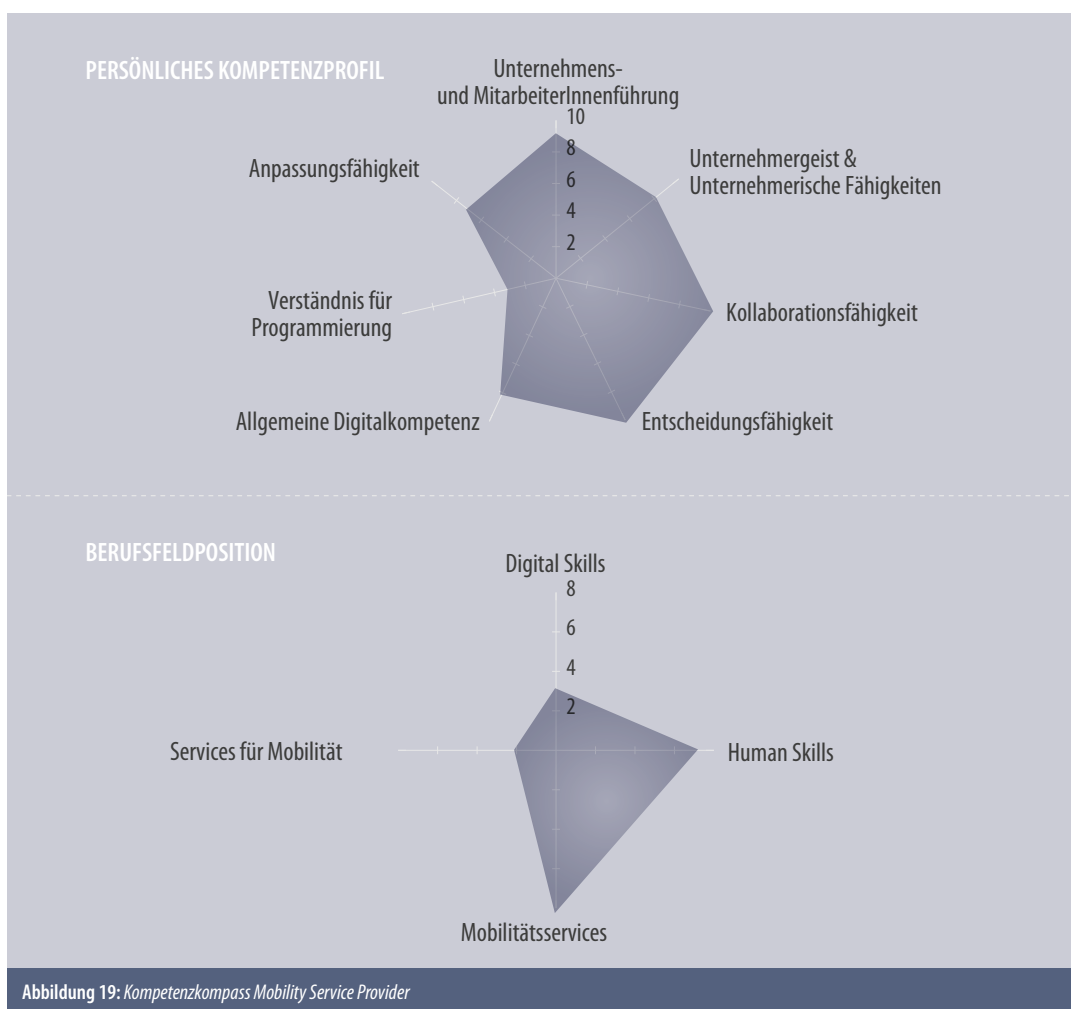 PERSÖNLICHES KOMPETENZPROFIL
Unternehmens-
und MitarbeiterInnenführung
10
8
6
4
2
Unternehmergeist &
Unternehmerische Fähigkeiten
Anpassungsfähigkeit
Verständnis für
Programmierung
Kollaborationsfähigkeit
Allgemeine Digitalkompetenz
Entscheidungsfähigkeit
BERUFSFELDPOSITION
Digital Skills
8
6
4
2
Services für Mobilität
Human Skills
Mobilitätsservices
Abbildung 19: Kompetenzkompass Mobility Service Provider